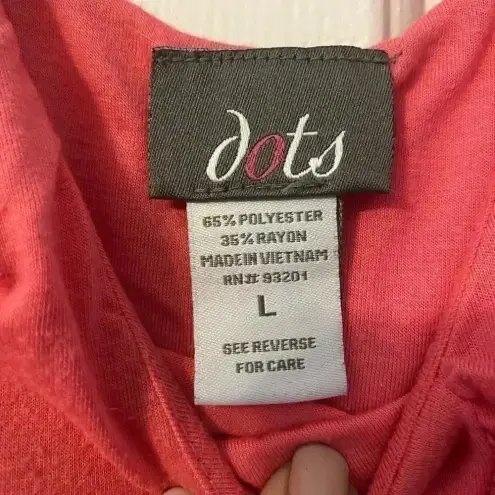 dots
65% POLYESTER
35% RAYON
MADE IN VIETNAM
RN# 93201
L
SEE REVERSE
FOR CARE